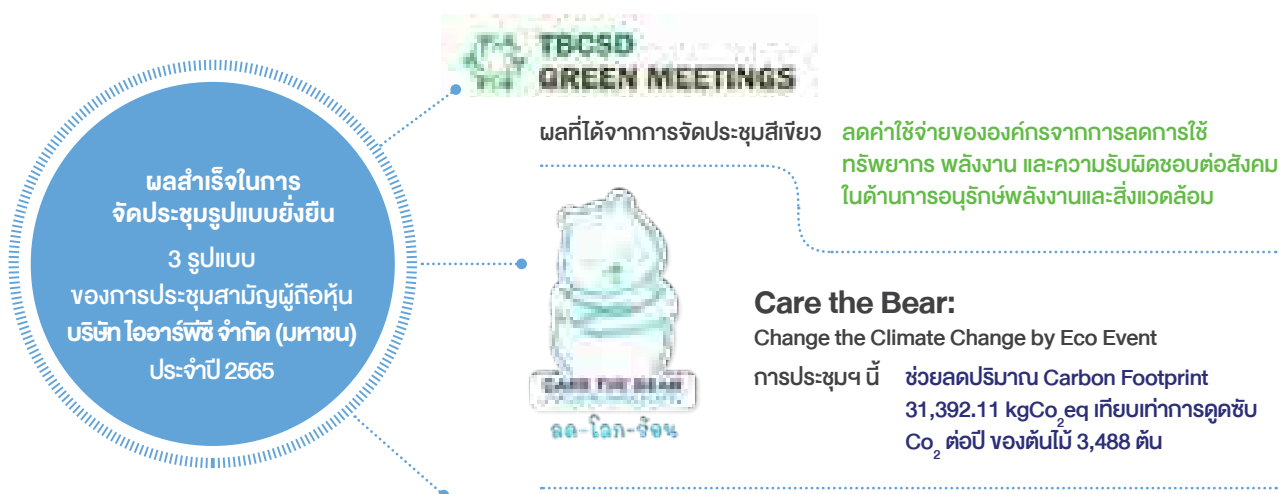 TBCSD
GREEN MEETINGS
ผลที่ได้จากการจัดประชุมสีเขียว ลดค่าใช้จ่ายขององค์กรจากการลดการใช้
ทรัพยากร พลังงาน และความรับผิดชอบต่อสังคม
ในด้านการอนุรักษ์พลังงานและสิ่งแวดล้อม
ผลสำเร็จในการ
จัดประชุมรูปแบบยั่งยืน
3 รูปแบบ
ของการประชุมสามัญผู้ถือหุ้น
บริษัท ไออาร์พีซี จำกัด (มหาชน)
ประจำปี 2565
CARE THE BEAR
ลด-โลก-ร้อน
Care the Bear:
Change the Climate Change by Eco Event
การประชุมฯ นี้ ช่วยลดปริมาณ Carbon Footprint
31,392.11 kgCo₂eq เทียบเท่าการดูดซับ
Co₂ ต่อปี ของต้นไม้ 3,488 ต้น